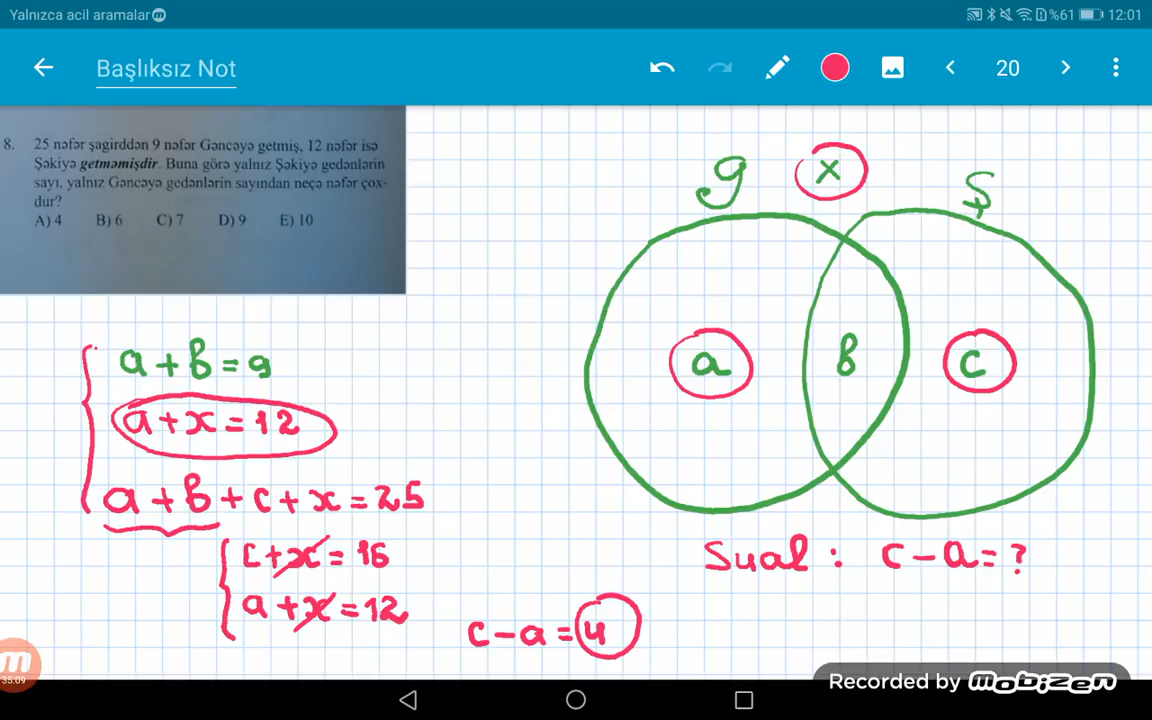 Yalnızca acil aramalar
%61 12:01
Başlıksız Not
20
8. 25 nəfər şagirddən 9 nəfər Gəncəyə getmiş, 12 nəfər isə
Şəkiyə getməmişdir. Buna görə yalnız Şəkiyə gedənlərin
sayı, yalnız Gəncəyə gedənlərin sayından neçə nəfər çox-
dur?
A) 4 B) 6 C) 7 D) 9 E) 10
g x Ş
a b c
a + b = 9
a + x = 12
a + b + c + x = 25
c + x = 16
a + x = 12
c - a = 4
Sual : c - a = ?
35:09
Recorded by mobizen